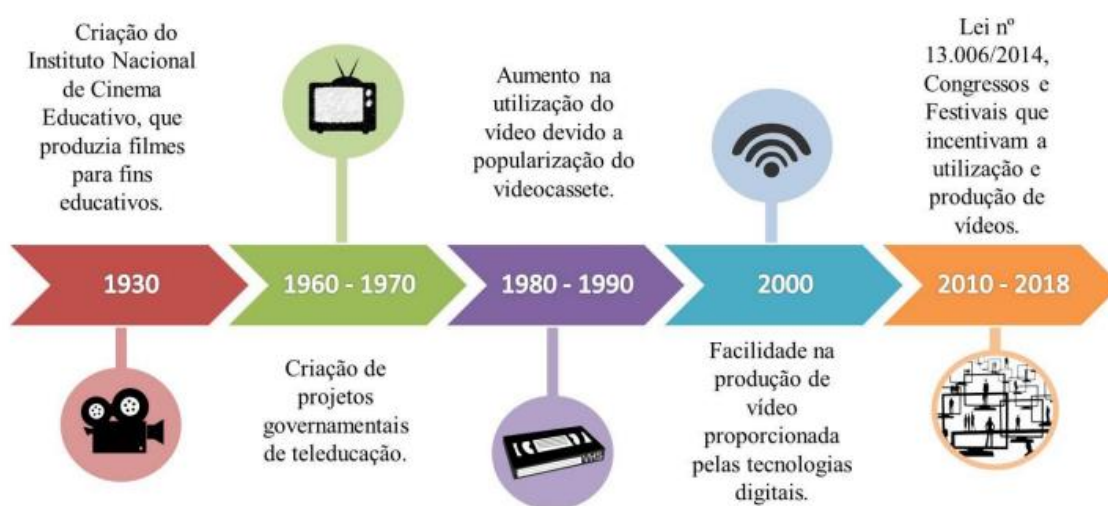 Criação do
Instituto Nacional
de Cinema
Educativo, que
produzia filmes
para fins
educativos.
Aumento na
utilização do
vídeo devido a
popularização do
videocassete.
Lei nº
13.006/2014,
Congressos e
Festivais que
incentivam a
utilização e
produção de
vídeos.
1930
1960 - 1970
1980 - 1990
2000
2010 - 2018
Criação de
projetos
governamentais
de teleducação.
VHS
Facilidade na
produção de
vídeo
proporcionada
pelas tecnologias
digitais.